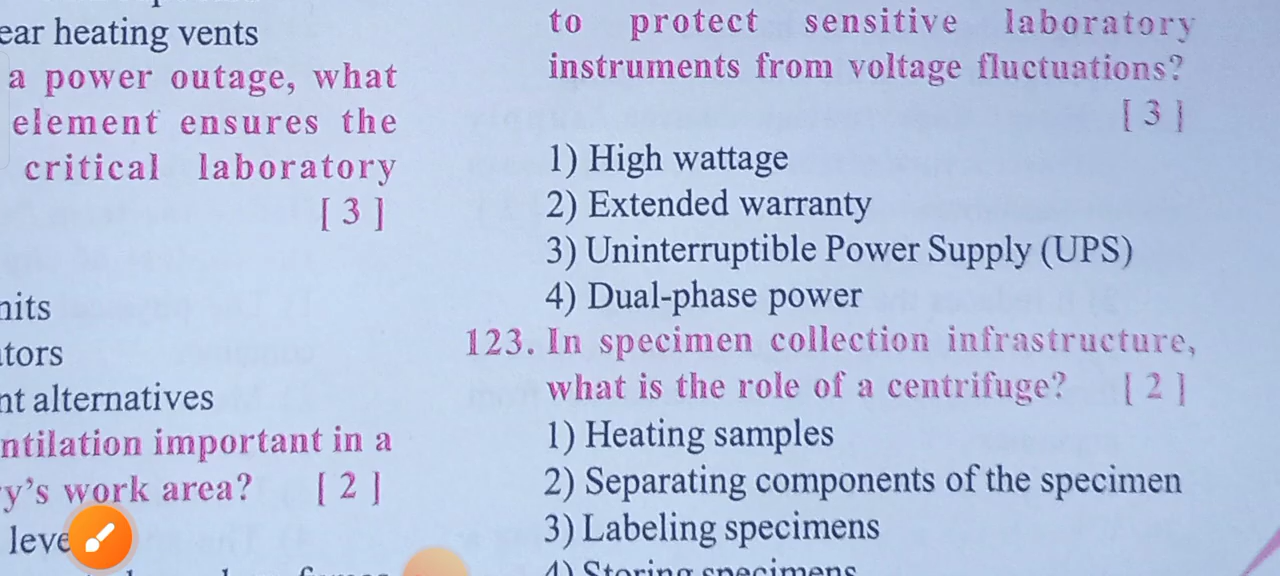 ear heating vents
a power outage, what
element ensures the
critical laboratory
[ 3 ]
nt alternatives
ntilation important in a
y's work area? [ 2 ]
leve
to protect sensitive laboratory
instruments from voltage fluctuations?
[ 3 ]
1) High wattage
2) Extended warranty
3) Uninterruptible Power Supply (UPS)
4) Dual-phase power
123. In specimen collection infrastructure,
what is the role of a centrifuge? [ 2 ]
1) Heating samples
2) Separating components of the specimen
3) Labeling specimens
4) Storing specimens